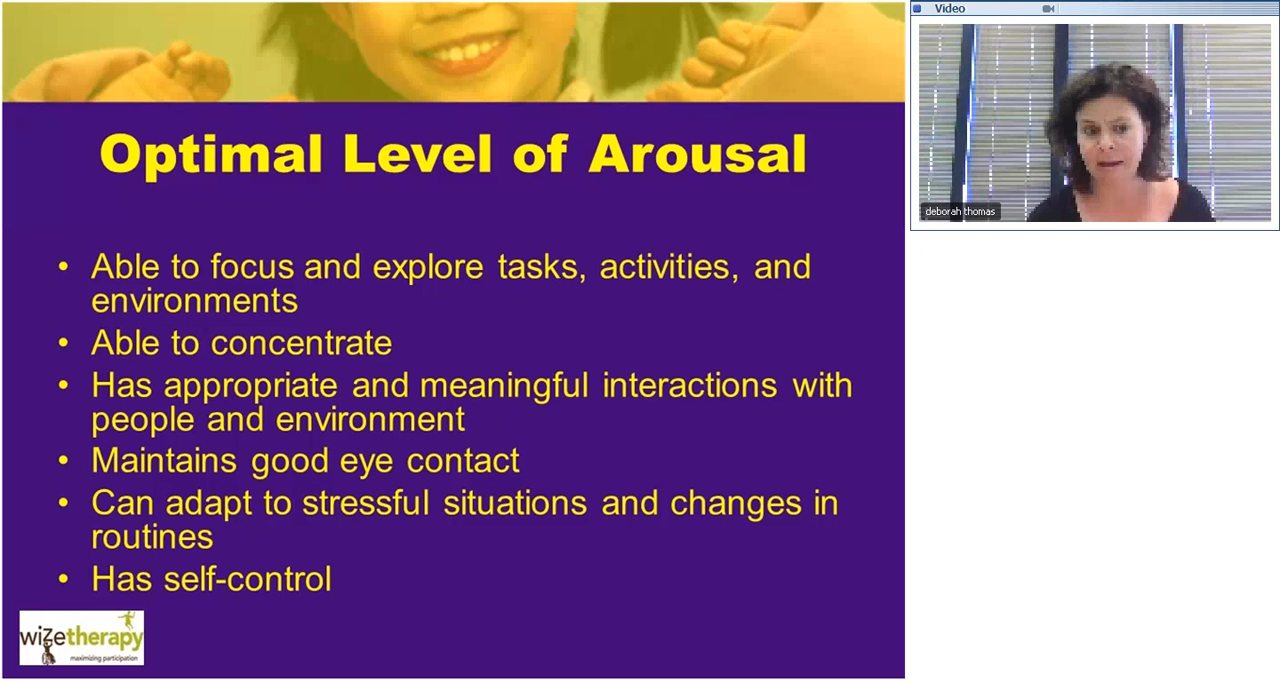 Optimal Level of Arousal
• Able to focus and explore tasks, activities, and
environments
• Able to concentrate
• Has appropriate and meaningful interactions with
people and environment
• Maintains good eye contact
• Can adapt to stressful situations and changes in
routines
• Has self-control
wizetherapy
maximizing participation
Video
deborah thomas